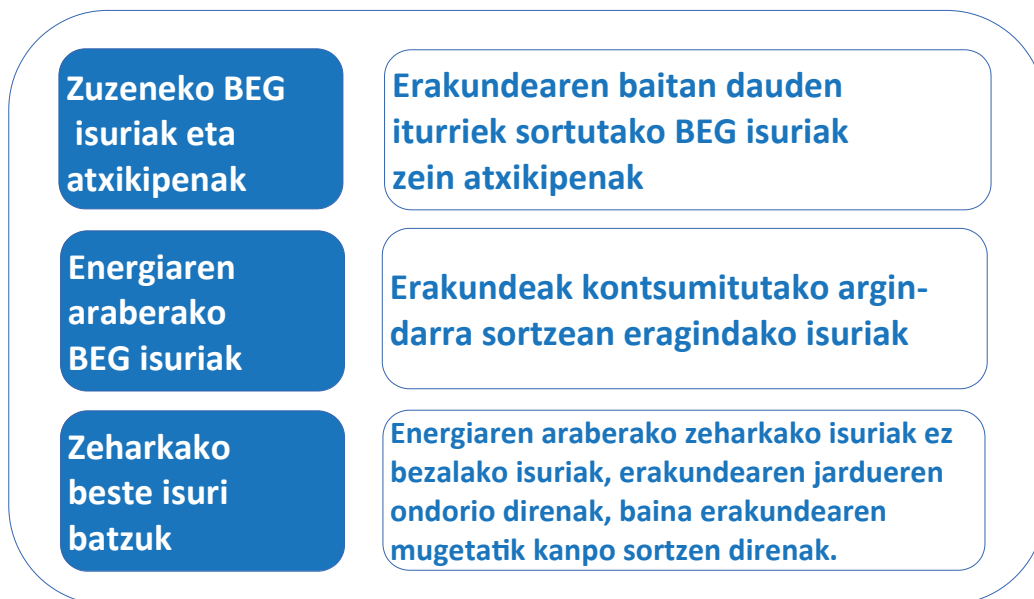 Zuzeneko BEG
isuriak eta
atxikipenak
Erakundearen baitan dauden
iturriek sortutako BEG isuriak
zein atxikipenak
Energiaren
araberako
BEG isuriak
Erakundeak kontsumitutako argin-
darra sortzean eragindako isuriak
Zeharkako
beste isuri
batzuk
Energiaren araberako zeharkako isuriak ez
bezalako isuriak, erakundearen jardueren
ondorio direnak, baina erakundearen
mugetatik kanpo sortzen direnak.